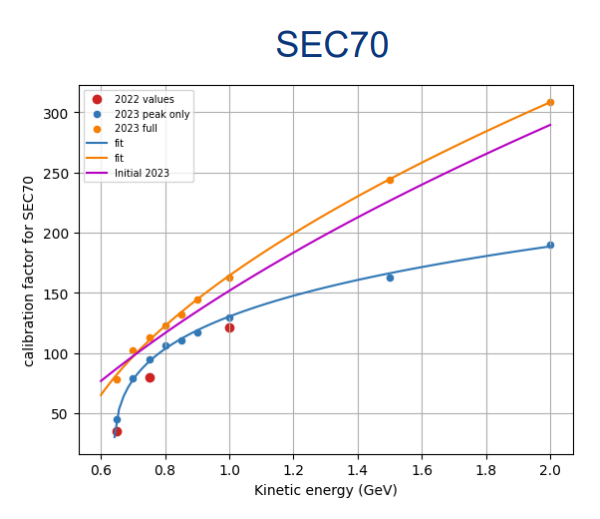 SEC70
2022 values
2023 peak only
2023 full
fit
fit
Initial 2023
calibration factor for SEC70
300
250
200
150
100
50
0.6 0.8 1.0 1.2 1.4 1.6 1.8 2.0
Kinetic energy (GeV)